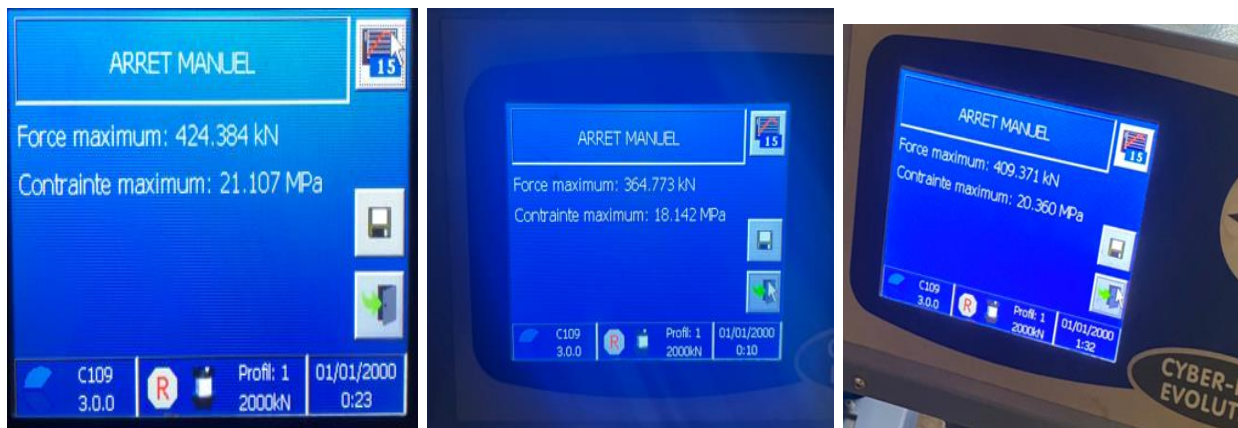 ARRET MANUEL
15
Force maximum: 424.384 kN
Contrainte maximum: 21.107 MPa
C109
3.0.0
R
Profil: 1
2000kN
01/01/2000
0:23
ARRET MANUEL
15
Force maximum: 364.773 kN
Contrainte maximum: 18.142 MPa
C109
3.0.0
R
Profil: 1
2000kN
01/01/2000
0:10
ARRET MANUEL
15
Force maximum: 409.371 kN
Contrainte maximum: 20.360 MPa
C109
3.0.0
R
Profil: 1
2000kN
01/01/2000
1:32
CYBER-
EVOLUT